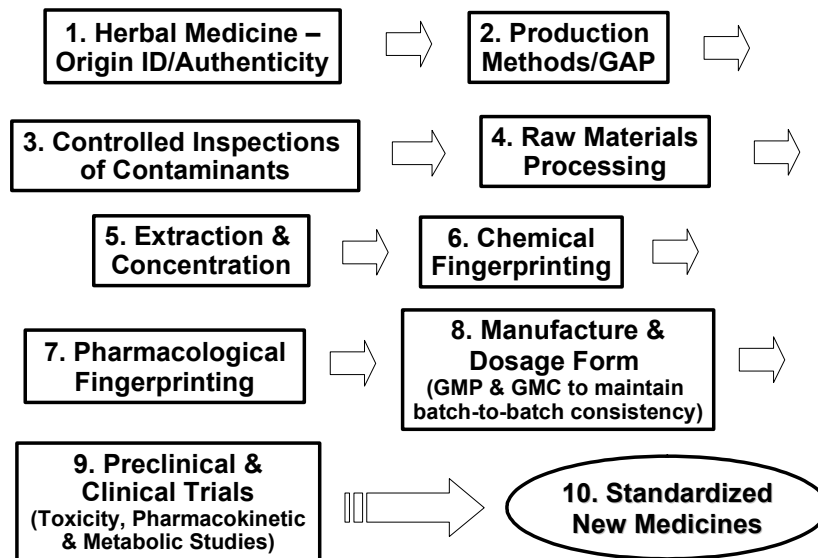 1. Herbal Medicine –
Origin ID/Authenticity
2. Production
Methods/GAP
3. Controlled Inspections
of Contaminants
4. Raw Materials
Processing
5. Extraction &
Concentration
6. Chemical
Fingerprinting
7. Pharmacological
Fingerprinting
8. Manufacture &
Dosage Form
(GMP & GMC to maintain
batch-to-batch consistency)
9. Preclinical &
Clinical Trials
(Toxicity, Pharmacokinetic
& Metabolic Studies)
10. Standardized
New Medicines